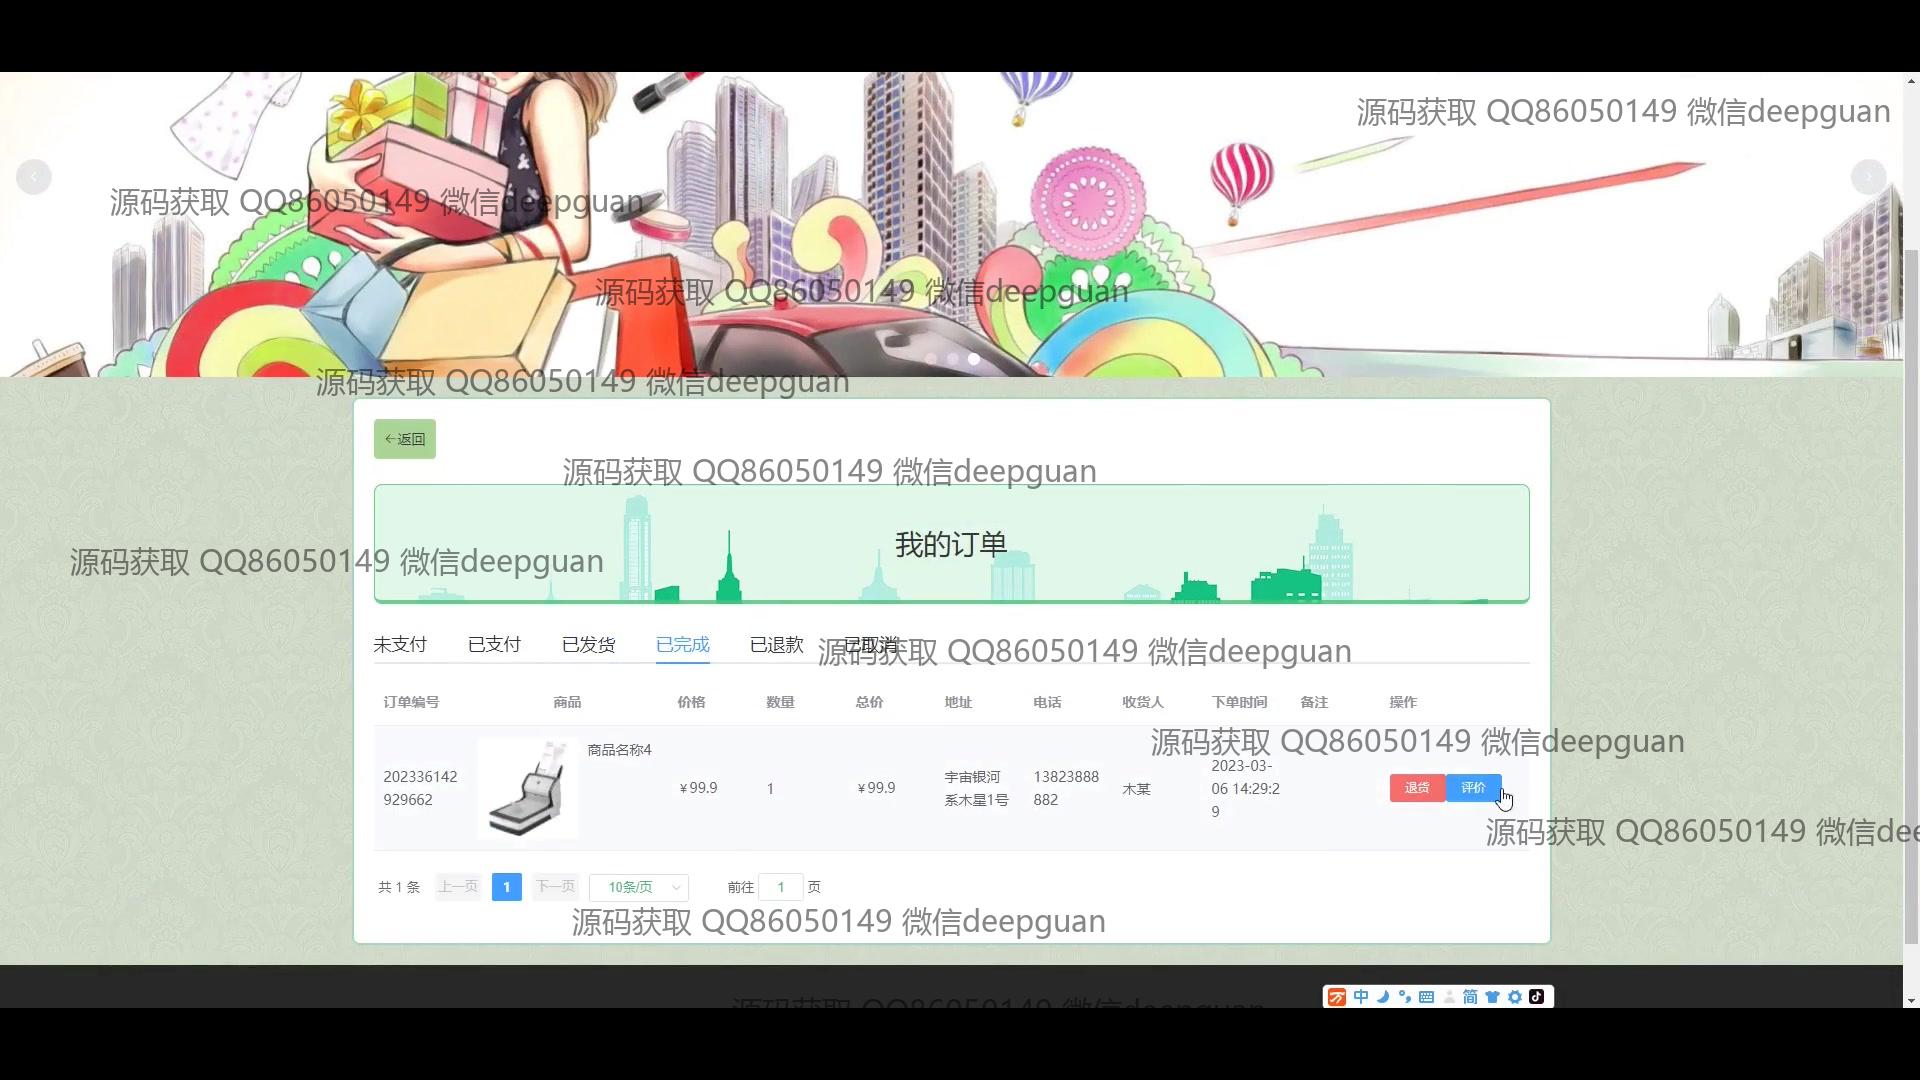 源码获取 QQ86050149 微信deepguan
源码获取 QQ86050149 微信deepguan
源码获取 QQ86050149 微信deepguan
源码获取 QQ86050149 微信deepguan
←返回
源码获取 QQ86050149 微信deepguan
我的订单
源码获取 QQ86050149 微信deepguan
未支付 已支付 已发货 已完成 已退款 已取消
源码获取 QQ86050149 微信deepguan
订单编号 商品 价格 数量 总价 地址 电话 收货人 下单时间 备注 操作
源码获取 QQ86050149 微信deepguan
商品名称4
202336142
929662
¥99.9
1
¥99.9
宇宙银河
系木星1号
13823888
882
木某
2023-03-
06 14:29:2
9
退货 评价
源码获取 QQ86050149 微信dee
共 1 条 上一页 1 下一页 10条/页 前往 1 页
源码获取 QQ86050149 微信deepguan
中 简
源码获取 QQ86050149 微信deepguan